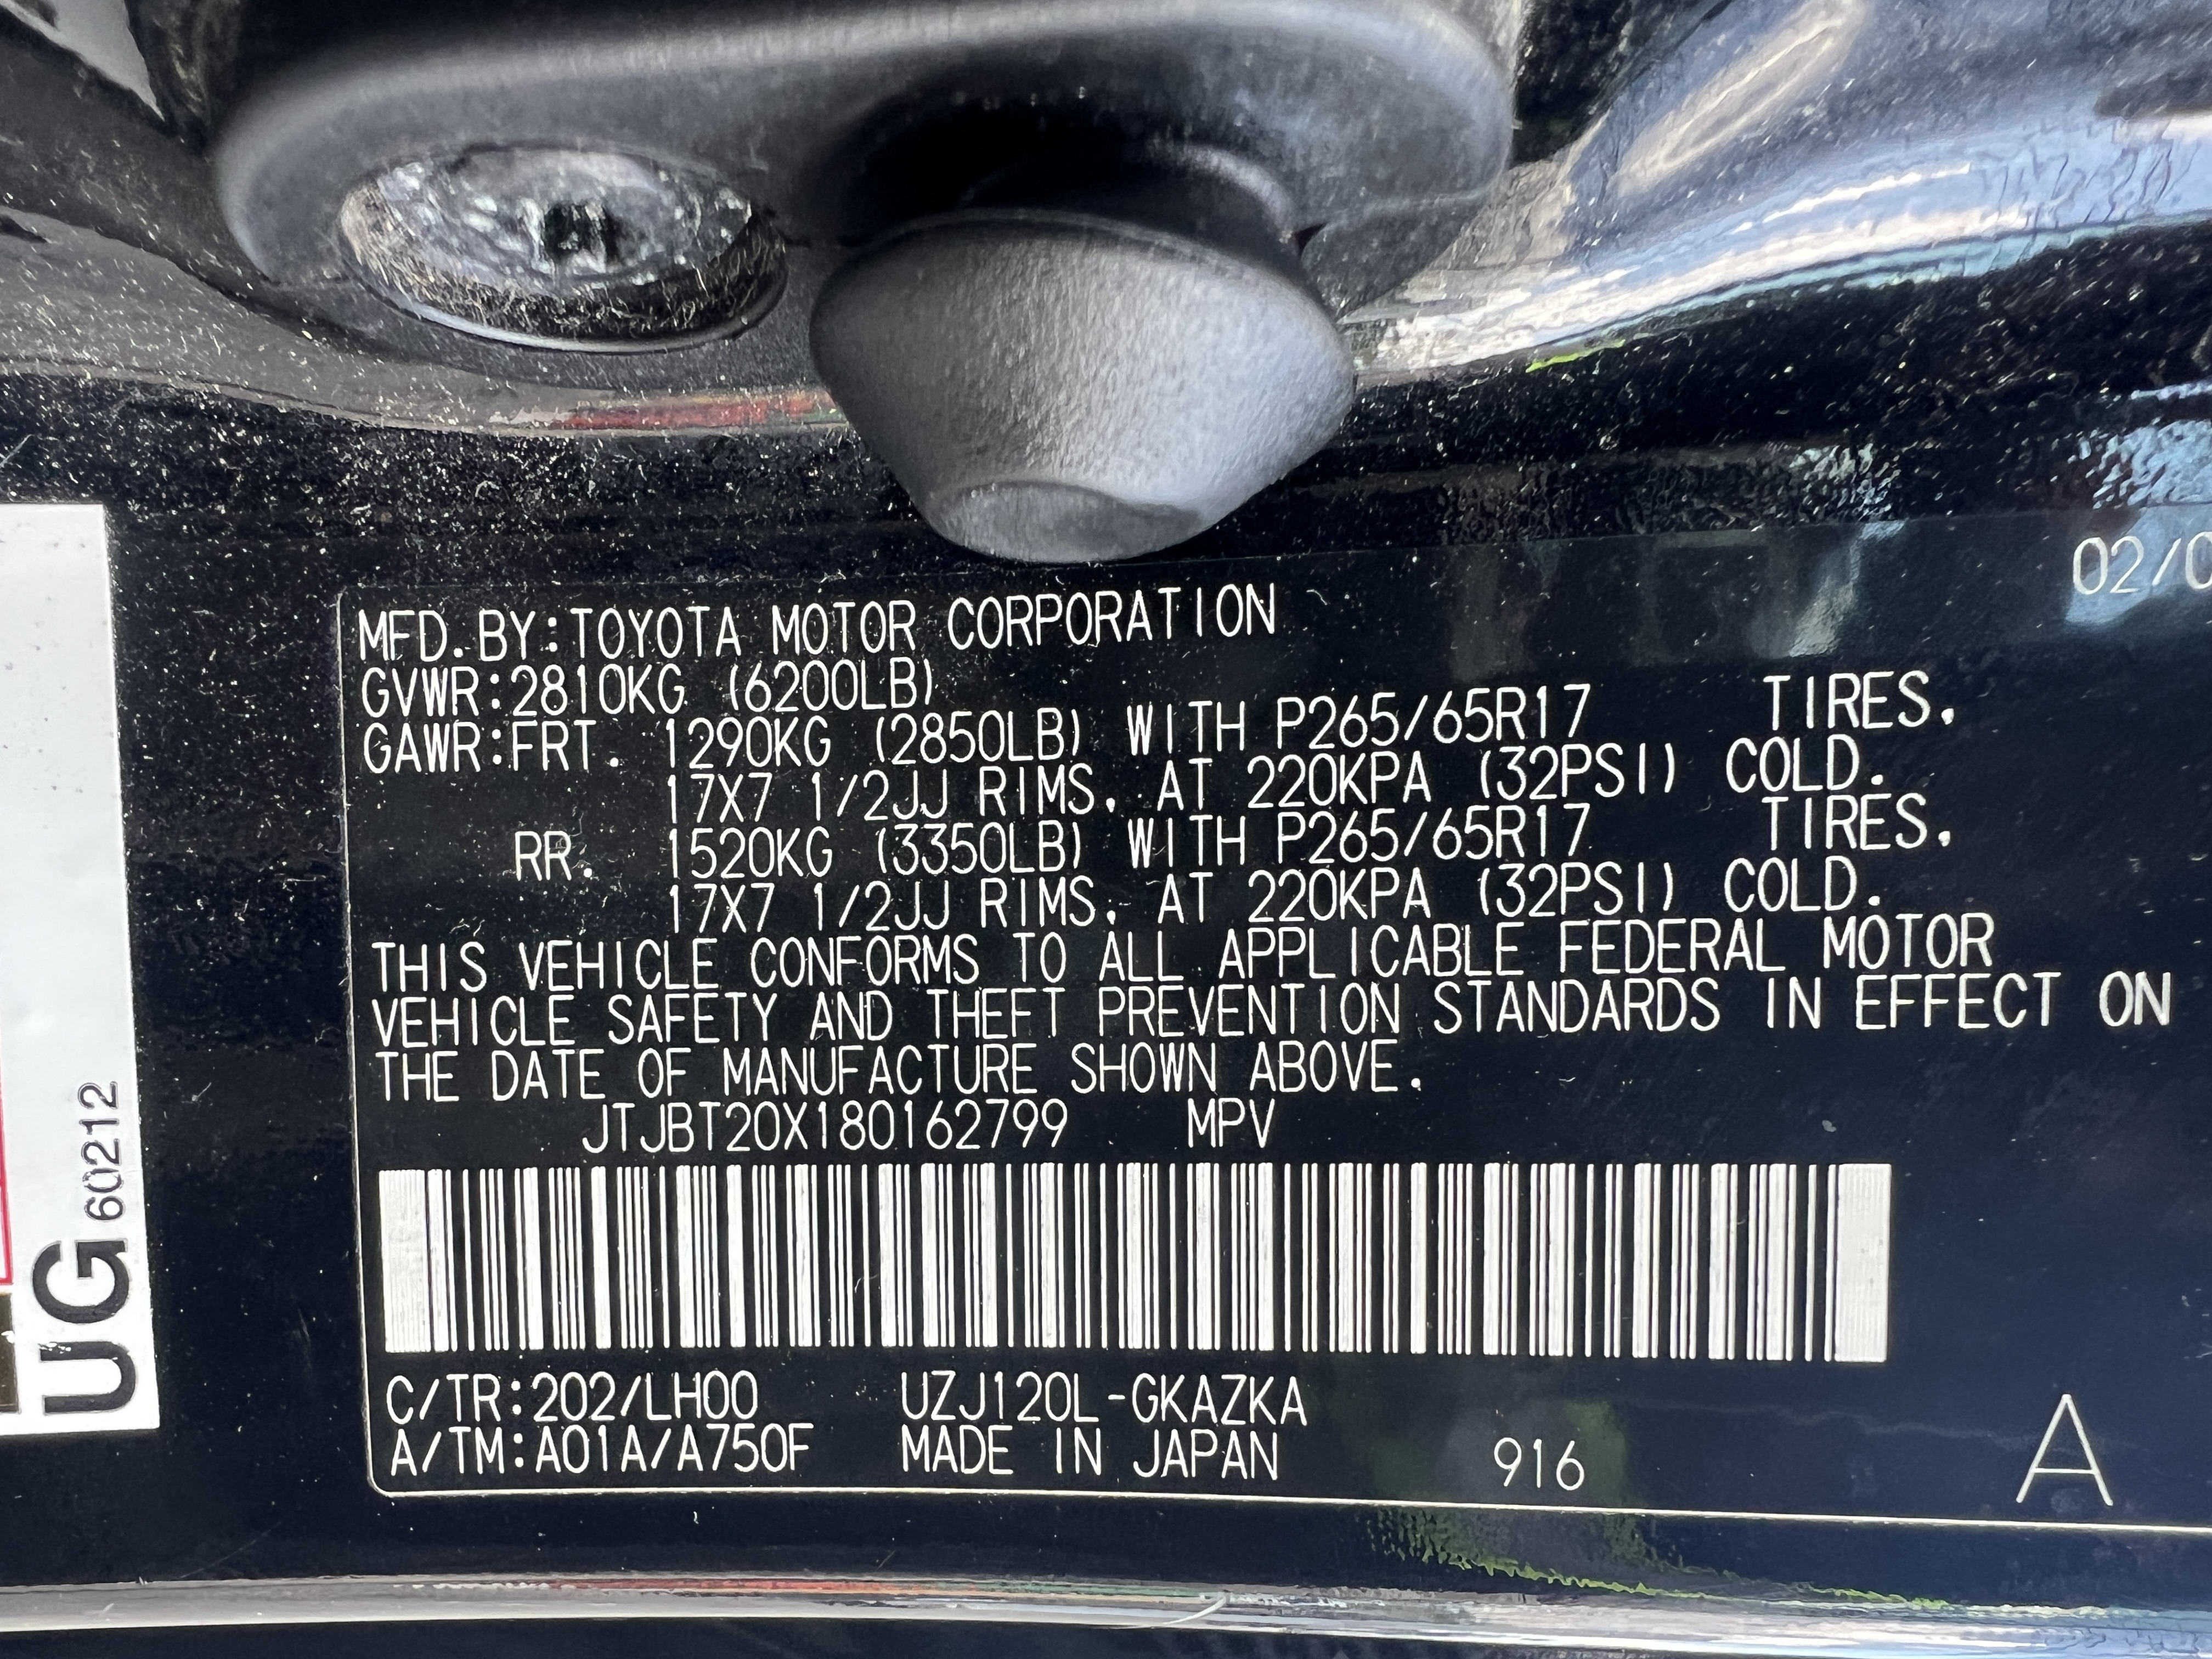 02/0
MFD.BY:TOYOTA MOTOR CORPORATION
GVWR:2810KG (6200LB)
GAWR:FRT. 1290KG (2850LB) WITH P265/65R17 TIRES,
17X7 1/2JJ RIMS, AT 220KPA (32PSI) COLD.
RR. 1520KG (3350LB) WITH P265/65R17 TIRES,
17X7 1/2JJ RIMS, AT 220KPA (32PSI) COLD.
THIS VEHICLE CONFORMS TO ALL APPLICABLE FEDERAL MOTOR
VEHICLE SAFETY AND THEFT PREVENTION STANDARDS IN EFFECT ON
THE DATE OF MANUFACTURE SHOWN ABOVE.
JTJBT20X180162799 MPV
C/TR:202/LH00 UZJ120L-GKAZKA
A/TM:A01A/A750F MADE IN JAPAN 916
A
UG 60212